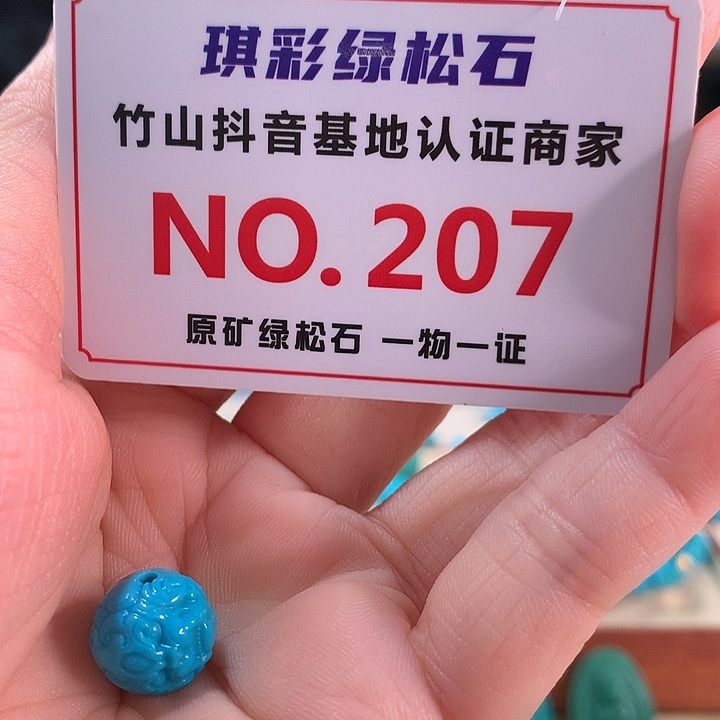 琪彩绿松石
竹山抖音基地认证商家
NO.207
原矿绿松石 一物一证